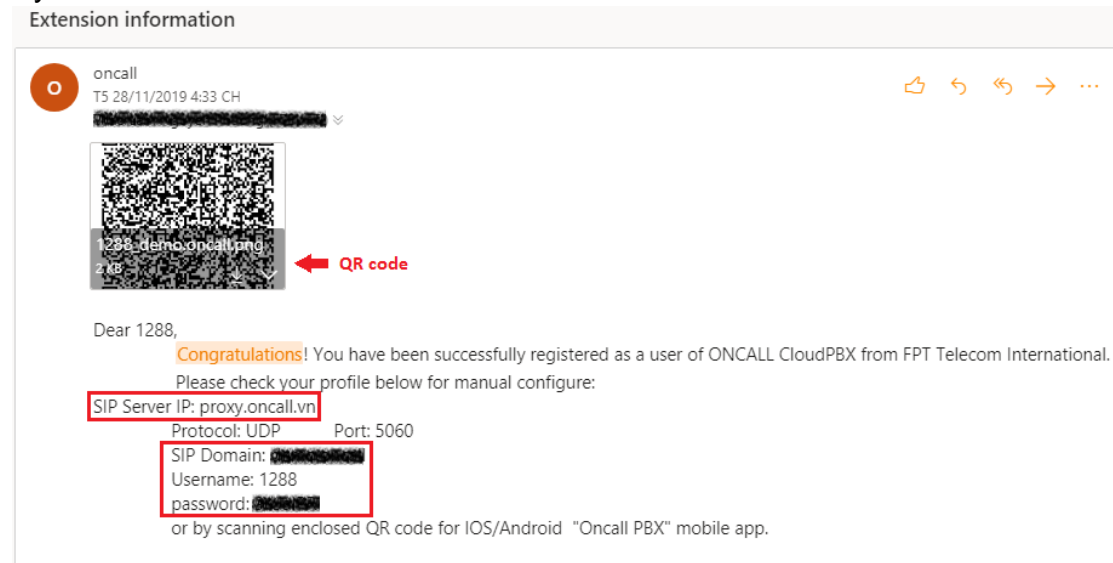 Extension information
O
oncall
T5 28/11/2019 4:33 CH
1288_demo.oncall.png
2 KB
QR code
Dear 1288,
Congratulations! You have been successfully registered as a user of ONCALL CloudPBX from FPT Telecom International.
Please check your profile below for manual configure:
SIP Server IP: proxy.oncall.vn
Protocol: UDP Port: 5060
SIP Domain:
Username: 1288
password:
or by scanning enclosed QR code for IOS/Android "Oncall PBX" mobile app.